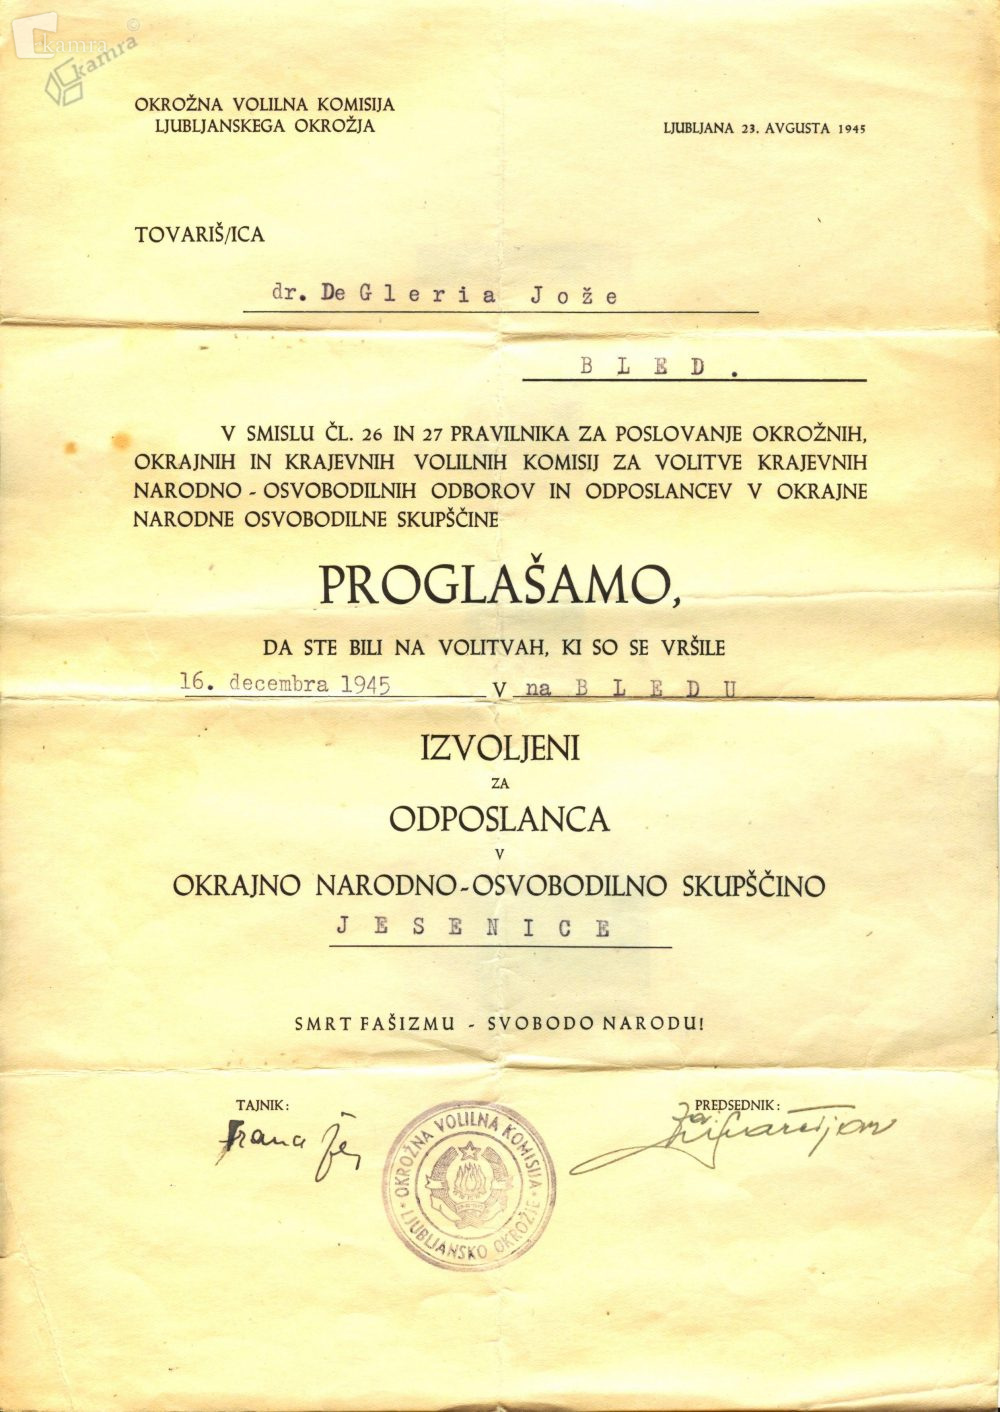 kamra
kamra
OKROŽNA VOLILNA KOMISIJA
LJUBLJANSKEGA OKROŽJA
LJUBLJANA 23. AVGUSTA 1945
TOVARIŠ/ICA
dr. De Gleria Jože
BLED.
V SMISLU ČL. 26 IN 27 PRAVILNIKA ZA POSLOVANJE OKROŽNIH,
OKRAJNIH IN KRAJEVNIH VOLILNIH KOMISIJ ZA VOLITVE KRAJEVNIH
NARODNO - OSVOBODILNIH ODBOROV IN ODPOSLANCEV V OKRAJNE
NARODNE OSVOBODILNE SKUPŠČINE
PROGLAŠAMO,
DA STE BILI NA VOLITVAH, KI SO SE VRŠILE
16. decembra 1945 V na BLEDU
IZVOLJENI
ZA
ODPOSLANCA
V
OKRAJNO NARODNO-OSVOBODILNO SKUPŠČINO
JESENICE
SMRT FAŠIZMU - SVOBODO NARODU!
TAJNIK:
PREDSEDNIK:
Za
OKROŽNA VOLILNA KOMISIJA
LJUBLJANSKO OKROŽJE